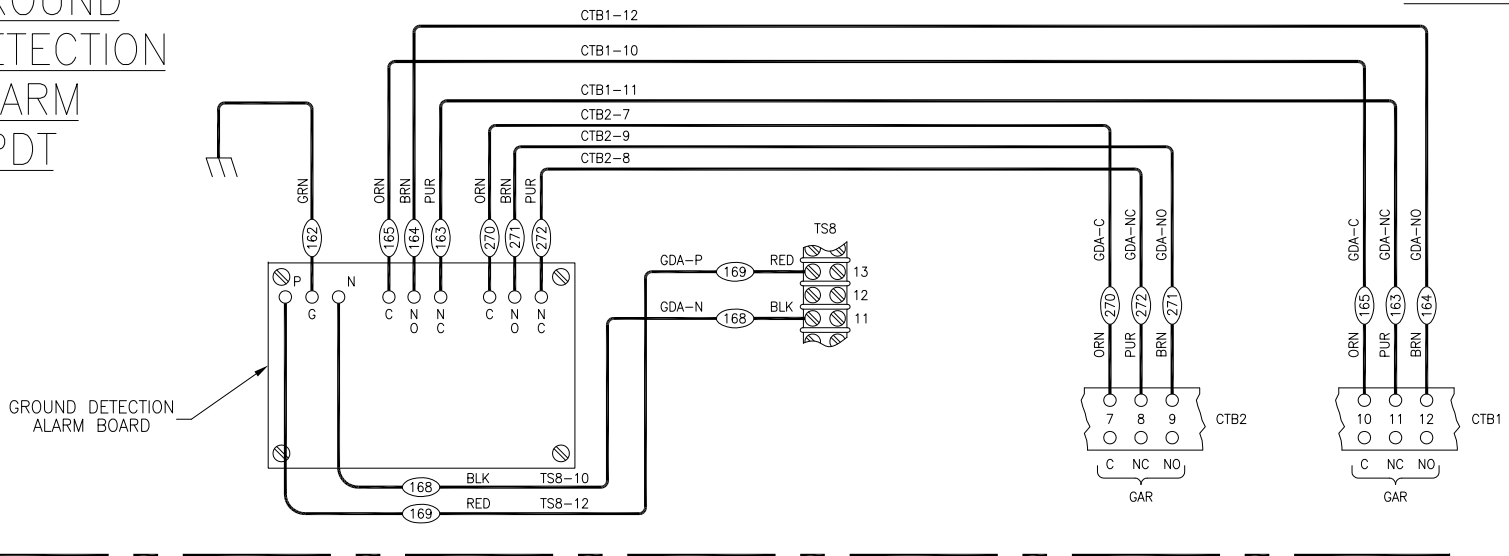 ROUND
ETECTION
ARM
PDT
CTB1-12
CTB1-10
CTB1-11
CTB2-7
CTB2-9
CTB2-8
GRN
ORN
BRN
PUR
ORN
BRN
PUR
162
165
164
163
270
271
272
P
N
G
C
NO
NC
C
NO
NC
GROUND DETECTION
ALARM BOARD
168
BLK
TS8-10
169
RED
TS8-12
TS8
GDA-P
169
RED
13
12
GDA-N
168
BLK
11
GDA-C
GDA-NC
GDA-NO
270
272
271
ORN
PUR
BRN
7
8
9
CTB2
C
NC
NO
GAR
GDA-C
GDA-NC
GDA-NO
165
163
164
ORN
PUR
BRN
10
11
12
CTB1
C
NC
NO
GAR